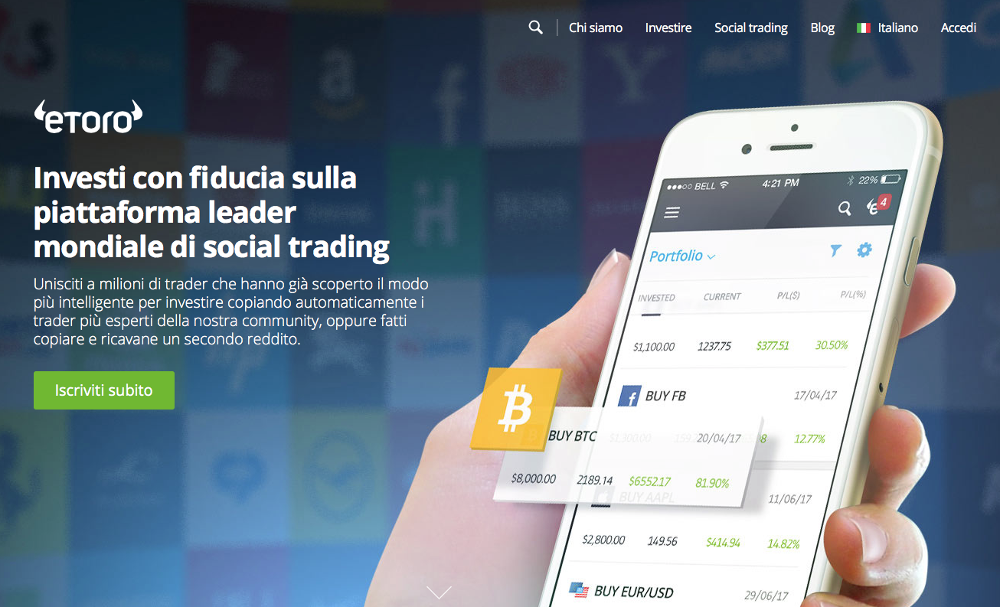 Chi siamo
Investire
Social trading
Blog
Italiano
Accedi
eToro
Investi con fiducia sulla
piattaforma leader
mondiale di social trading
Unisciti a milioni di trader che hanno già scoperto il modo
più intelligente per investire copiando automaticamente i
trader più esperti della nostra community, oppure fatti
copiare e ricavane un secondo reddito.
Iscriviti subito
BELL 4:21 PM 22%
4
Portfolio
INVESTED CURRENT P/L($) P/L(%)
$1,100.00 1237.75 $377.51 30.50%
BUY FB 17/04/17
$1,300.00 12.77%
BUY BTC 20/04/17
$8,000.00 2189.14 $6552.17 81.90%
BUY AAPL 11/06/17
$2,800.00 149.56 $414.94 14.82%
BUY EUR/USD 29/06/17